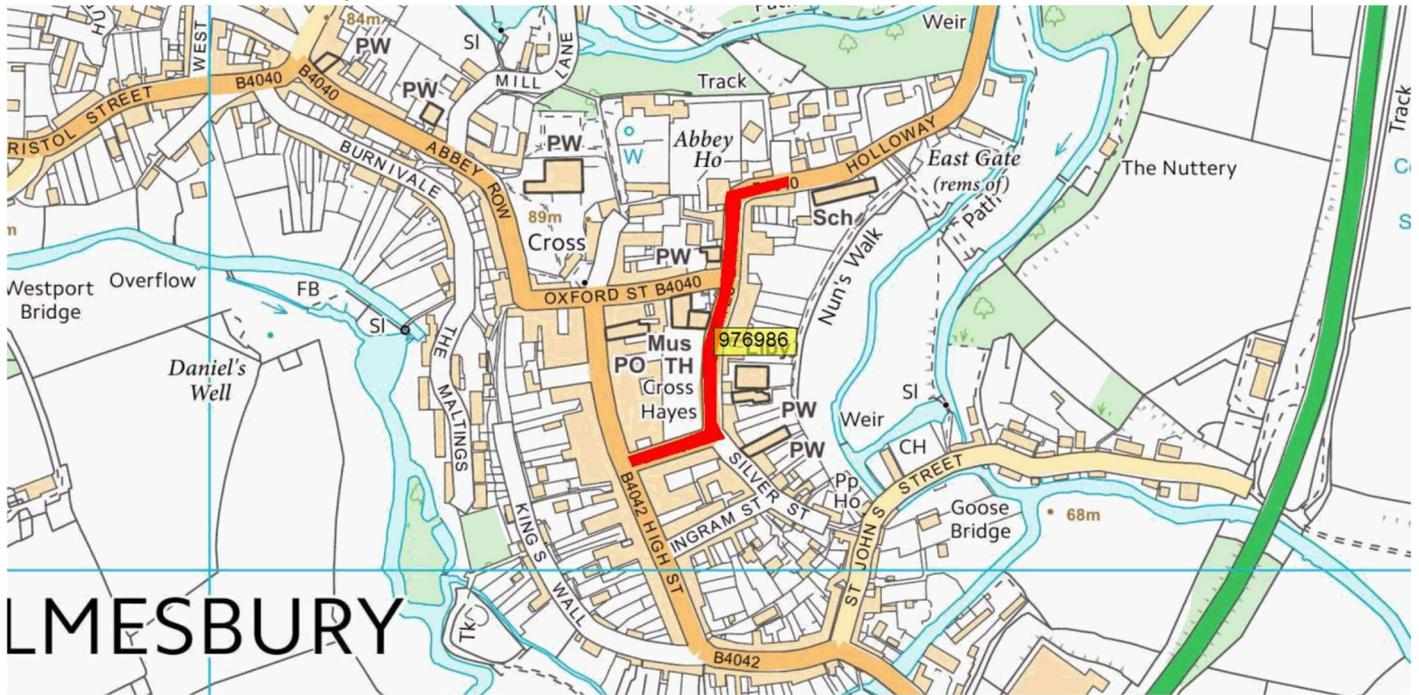 84m
PW
SI
Weir
WEST
B4040
B4040
PW
MILL LANE
Track
Track
RISTOL STREET
PW
W
Abbey
Ho
HOLLOWAY
BURNIVALE
ABBEY ROW
East Gate
(rems of)
Path
The Nuttery
89m
Cross
Sch
PW
Nun's Walk
Westport
Bridge
Overflow
FB
SI
OXFORD ST B4040
THE MALTINGS
Mus
PO TH
976986
Cross
Hayes
Daniel's
Well
PW
PW
Weir
SI
CH
SILVER ST
B4042 HIGH ST
INGRAM ST
Pp
Ho
ST JOHN S STREET
Goose
Bridge
68m
KING S WALL
LMESBURY
Tk
B4042